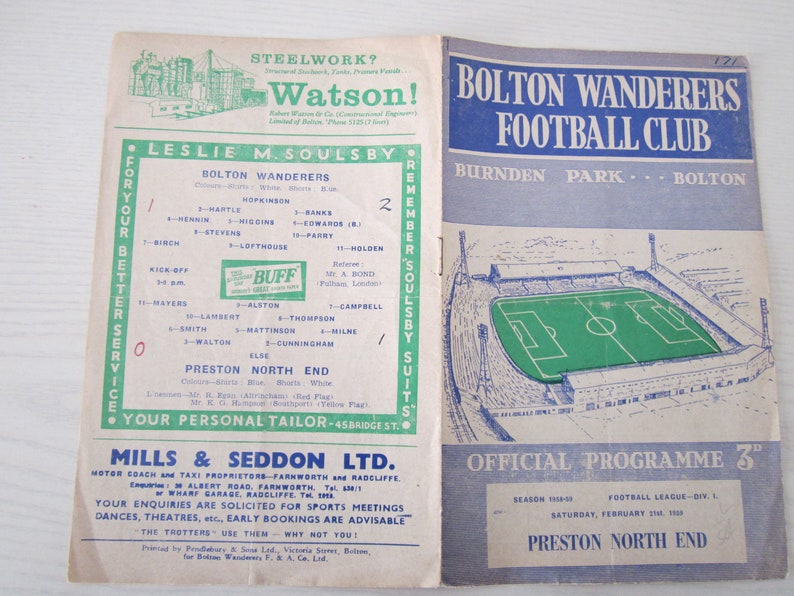 STEELWORK?
Structural Steelwork, Tanks, Pressure Vessels...
Watson!
Robert Watson & Co. (Constructional Engineers)
Limited of Bolton. 'Phone 5125 (7 lines)
LESLIE M. SOULSBY
FOR YOUR BETTER SERVICE
REMEMBER "SOULSBY SUITS"
BOLTON WANDERERS
Colours—Shirts: White. Shorts: Blue.
HOPKINSON
1
2
2—HARTLE 3—BANKS
4—HENNIN 5—HIGGINS 6—EDWARDS (B.)
8—STEVENS 10—PARRY
7—BIRCH 9—LOFTHOUSE 11—HOLDEN
KICK-OFF
3-0 p.m.
BUFF
Referee:
Mr. A. BOND
(Fulham, London)
11—MAYERS 9—ALSTON 7—CAMPBELL
10—LAMBERT 8—THOMPSON
6—SMITH 5—MATTINSON 4—MILNE
3—WALTON 2—CUNNINGHAM
0
1
ELSE
PRESTON NORTH END
Colours—Shirts: Blue. Shorts: White.
Linesmen—Mr. R. Egan (Altrincham) (Red Flag)
Mr. K. G. Hampson (Southport) (Yellow Flag).
YOUR PERSONAL TAILOR-45 BRIDGE ST.
MILLS & SEDDON LTD.
MOTOR COACH and TAXI PROPRIETORS—FARNWORTH and RADCLIFFE.
Enquiries: 30 ALBERT ROAD, FARNWORTH. Tel. 530/1
or WHARF GARAGE, RADCLIFFE. Tel. 2028.
YOUR ENQUIRIES ARE SOLICITED FOR SPORTS MEETINGS
DANCES, THEATRES, etc., EARLY BOOKINGS ARE ADVISABLE
"THE TROTTERS" USE THEM — WHY NOT YOU!
Printed by Pendlebury & Sons Ltd., Victoria Street, Bolton,
for Bolton Wanderers F. & A. Co. Ltd.
171
BOLTON WANDERERS
FOOTBALL CLUB
BURNDEN PARK ... BOLTON
OFFICIAL PROGRAMME 3D
SEASON 1958-59 FOOTBALL LEAGUE—DIV. I.
SATURDAY, FEBRUARY 21st. 1959
PRESTON NORTH END